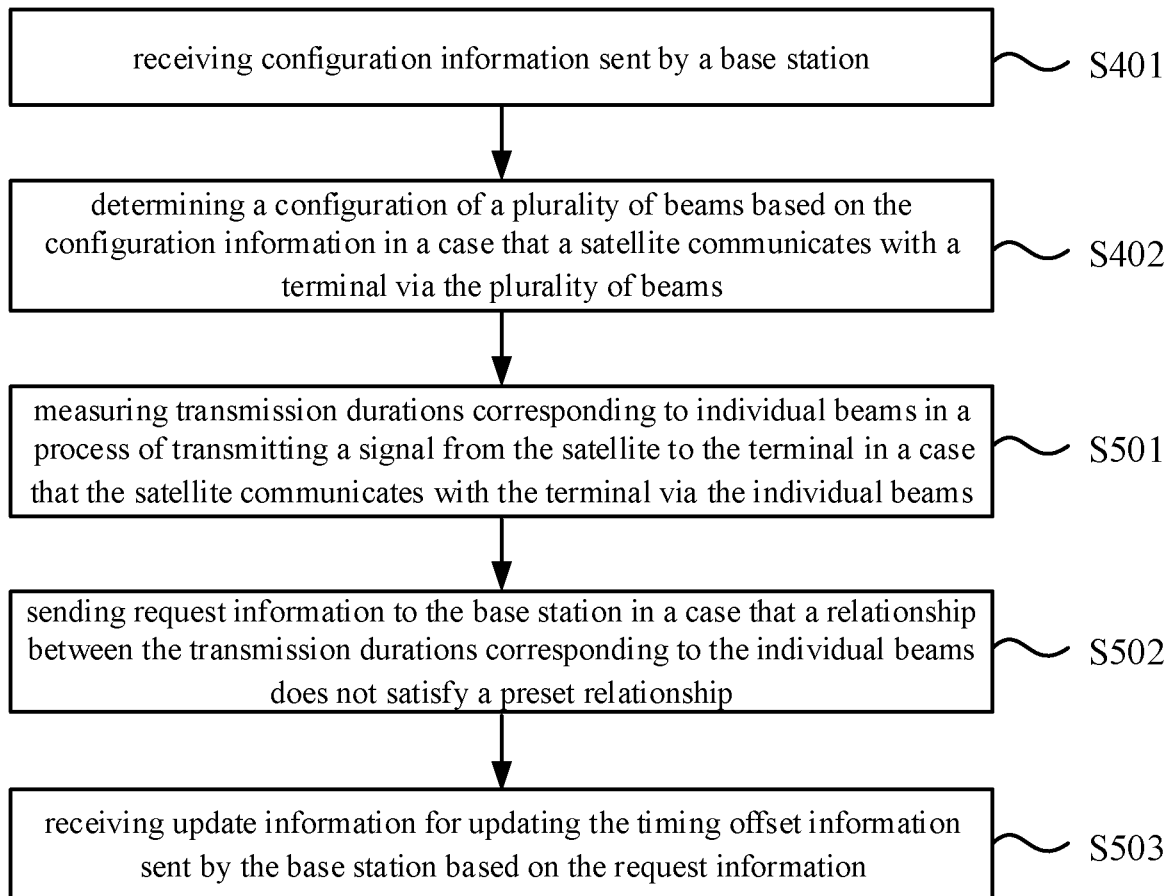 receiving configuration information sent by a base station
S401
determining a configuration of a plurality of beams based on the
configuration information in a case that a satellite communicates with a
terminal via the plurality of beams
S402
measuring transmission durations corresponding to individual beams in a
process of transmitting a signal from the satellite to the terminal in a case
that the satellite communicates with the terminal via the individual beams
S501
sending request information to the base station in a case that a relationship
between the transmission durations corresponding to the individual beams
does not satisfy a preset relationship
S502
receiving update information for updating the timing offset information
sent by the base station based on the request information
S503